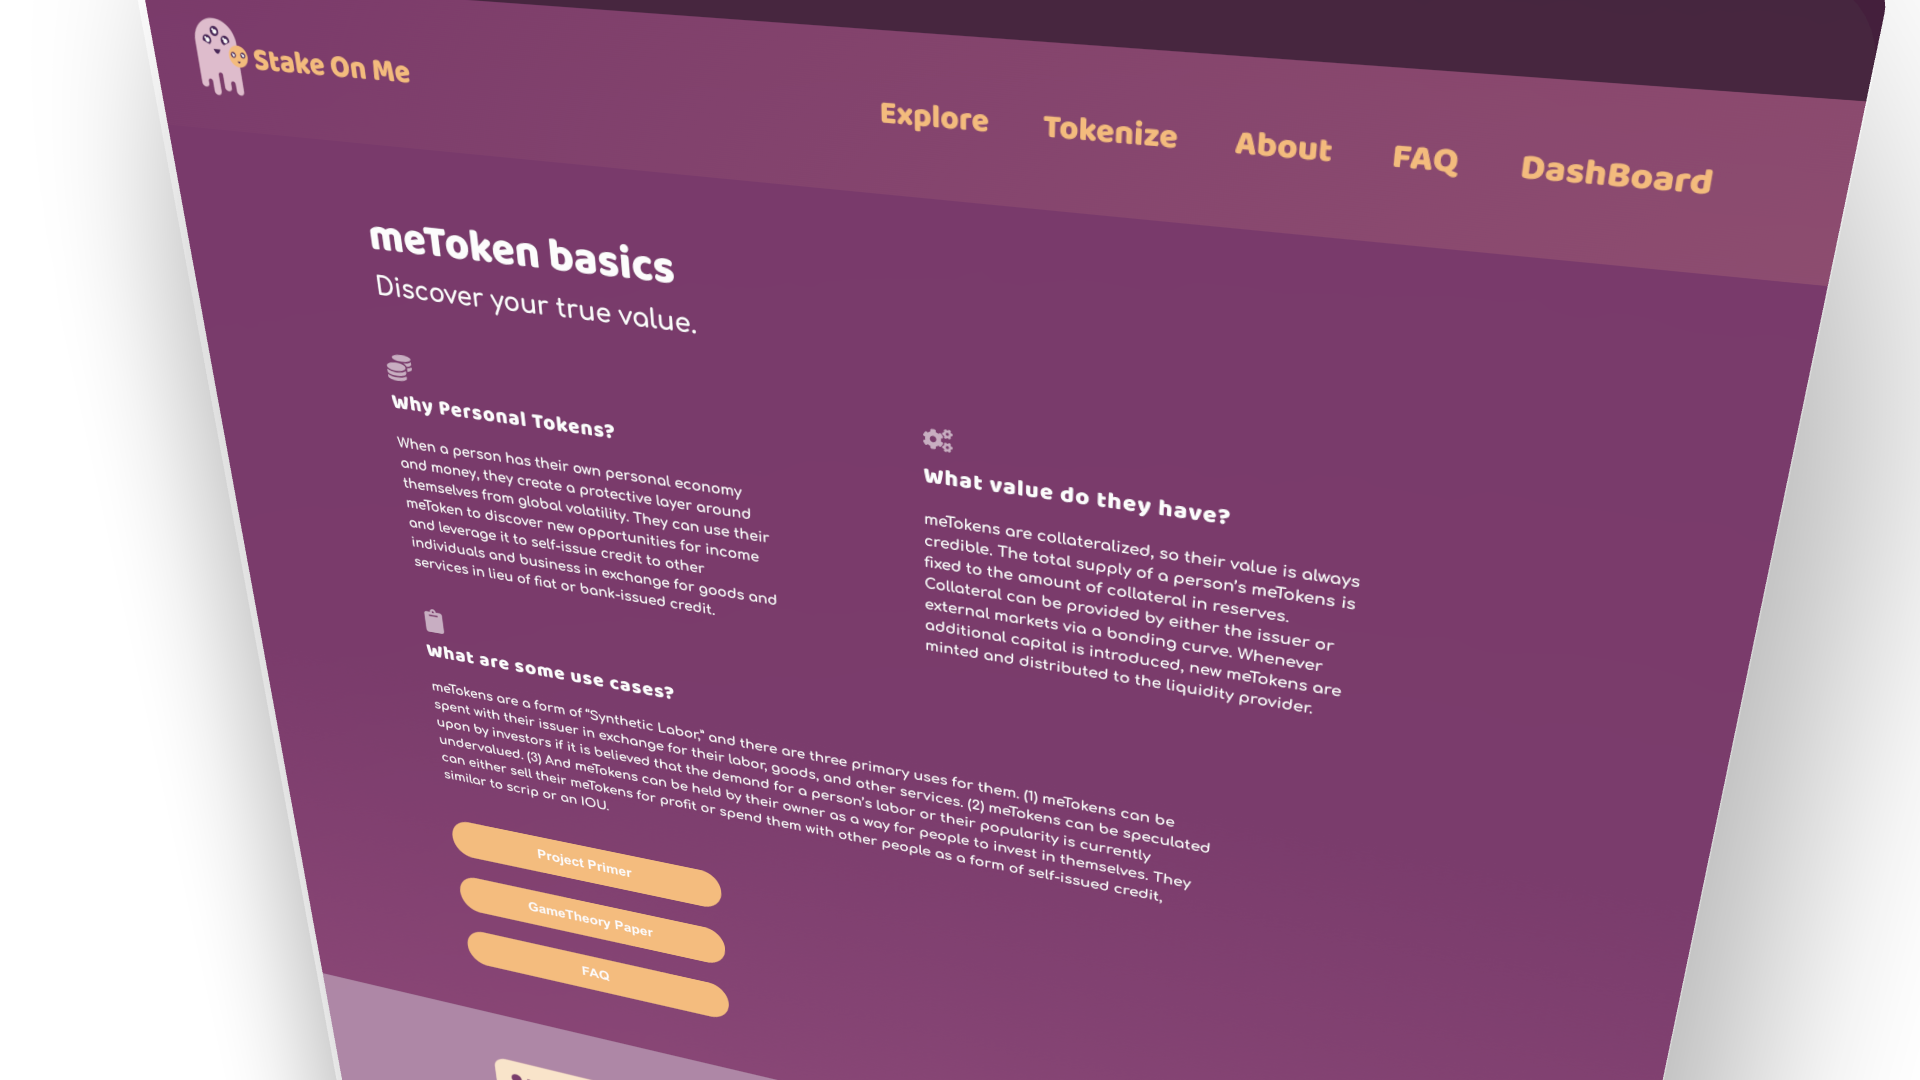 Stake On Me
Explore
Tokenize
About
FAQ
DashBoard
meToken basics
Discover your true value.
Why Personal Tokens?
When a person has their own personal economy
and money, they create a protective layer around
themselves from global volatility. They can use their
meToken to discover new opportunities for income
and leverage it to self-issue credit to other
individuals and business in exchange for goods and
services in lieu of fiat or bank-issued credit.
What value do they have?
meTokens are collateralized, so their value is always
credible. The total supply of a person's meTokens is
fixed to the amount of collateral in reserves.
Collateral can be provided by either the issuer or
external markets via a bonding curve. Whenever
additional capital is introduced, new meTokens are
minted and distributed to the liquidity provider.
What are some use cases?
meTokens are a form of "Synthetic Labor," and there are three primary uses for them. (1) meTokens can be
spent with their issuer in exchange for their labor, goods, and other services. (2) meTokens can be speculated
upon by investors if it is believed that the demand for a person's labor or their popularity is currently
undervalued. (3) And meTokens can be held by their owner as a way for people to invest in themselves. They
can either sell their meTokens for profit or spend them with other people as a form of self-issued credit,
similar to scrip or an IOU.
Project Primer
GameTheory Paper
FAQ